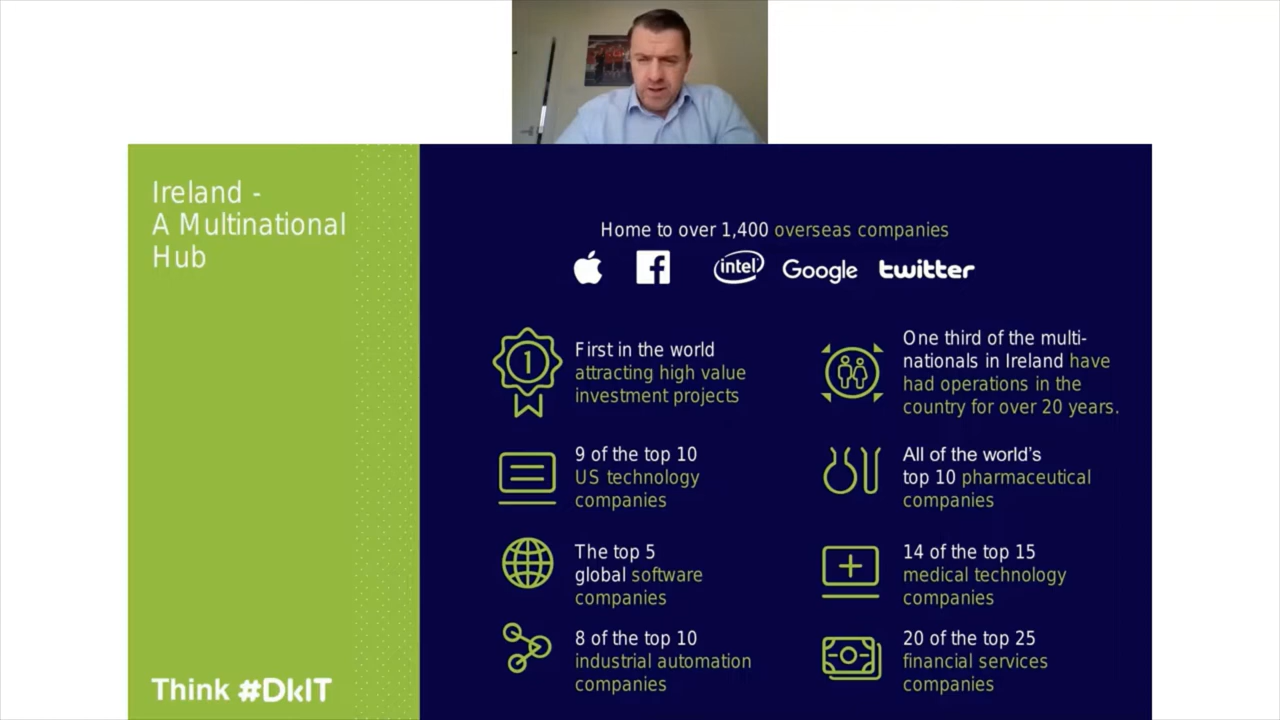 Ireland -
A Multinational
Hub
Home to over 1,400 overseas companies
intel Google twitter
1
First in the world
attracting high value
investment projects
One third of the multi-
nationals in Ireland have
had operations in the
country for over 20 years.
9 of the top 10
US technology
companies
All of the world's
top 10 pharmaceutical
companies
The top 5
global software
companies
14 of the top 15
medical technology
companies
8 of the top 10
industrial automation
companies
20 of the top 25
financial services
companies
Think #DkIT